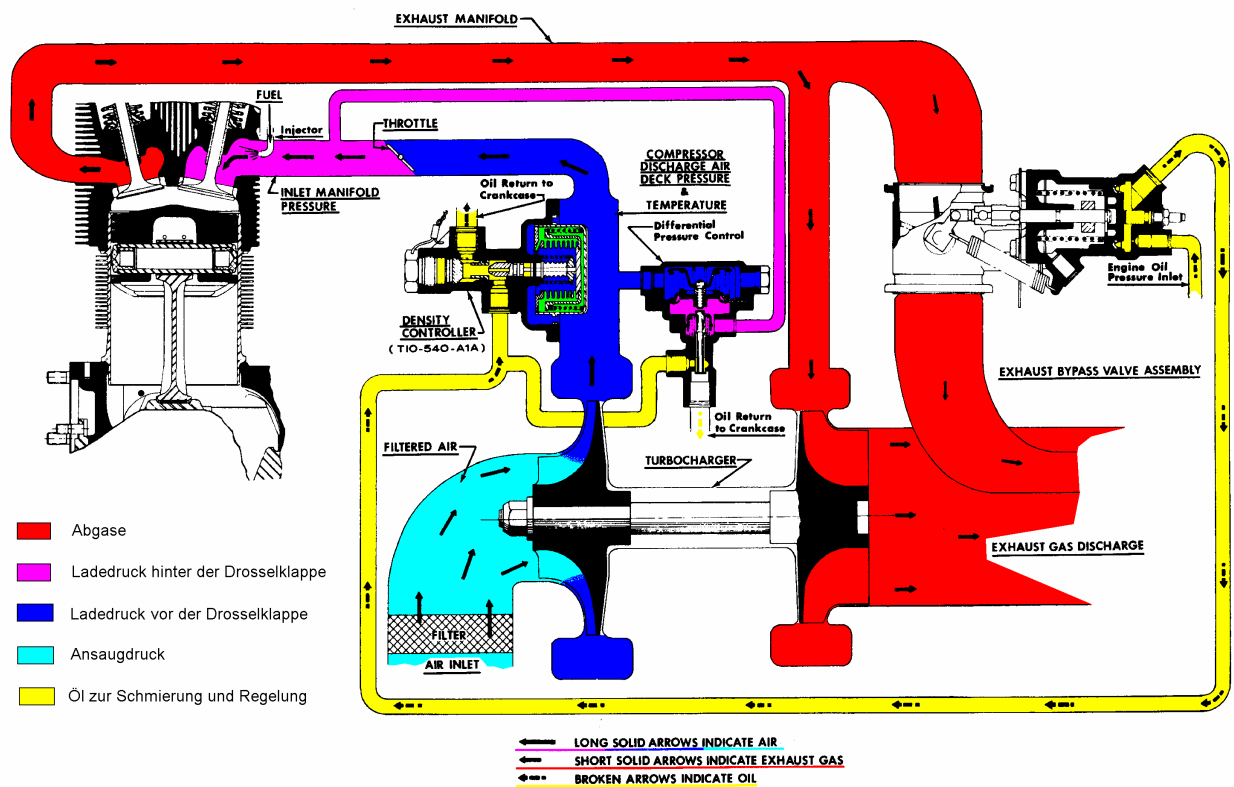 EXHAUST MANIFOLD
FUEL
Injector
THROTTLE
INLET MANIFOLD
PRESSURE
Oil Return to
Crankcase
COMPRESSOR
DISCHARGE AIR
DECK PRESSURE
&
TEMPERATURE
Differential
Pressure Control
Engine Oil
Pressure Inlet
DENSITY
CONTROLLER
(TIO-540-A1A)
EXHAUST BYPASS VALVE ASSEMBLY
Oil Return
to Crankcase
FILTERED AIR
TURBOCHARGER
EXHAUST GAS DISCHARGE
FILTER
AIR INLET
Abgase
Ladedruck hinter der Drosselklappe
Ladedruck vor der Drosselklappe
Ansaugdruck
Öl zur Schmierung und Regelung
LONG SOLID ARROWS INDICATE AIR
SHORT SOLID ARROWS INDICATE EXHAUST GAS
BROKEN ARROWS INDICATE OIL